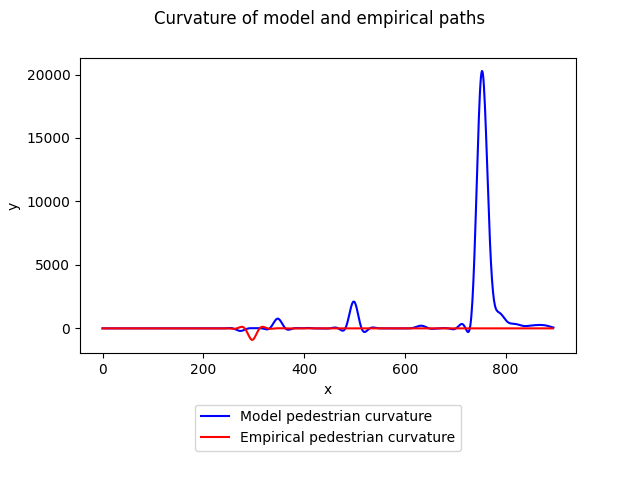 Curvature of model and empirical paths
20000
15000
10000
5000
0
y
0 200 400 600 800
x
Model pedestrian curvature
Empirical pedestrian curvature